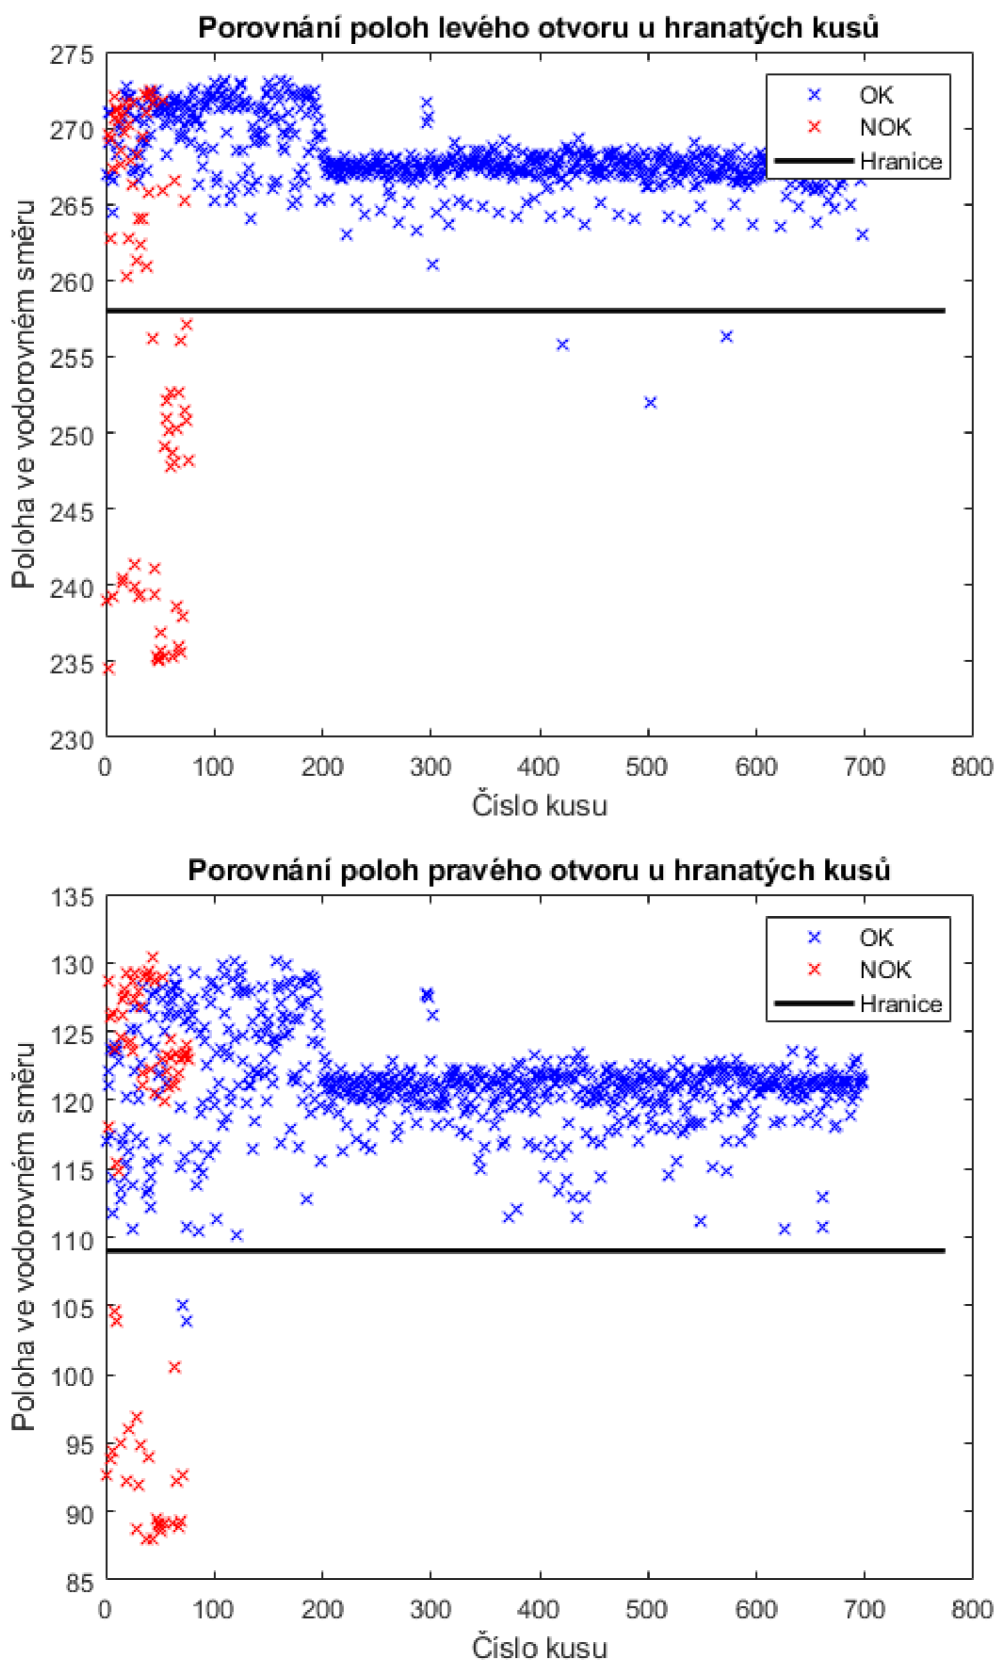 Porovnání poloh levého otvoru u hranatých kusů
275
270
265
260
255
250
245
240
235
230
0 100 200 300 400 500 600 700 800
Poloha ve vodorovném směru
Číslo kusu
OK
NOK
Hranice
Porovnání poloh pravého otvoru u hranatých kusů
135
130
125
120
115
110
105
100
95
90
85
0 100 200 300 400 500 600 700 800
Poloha ve vodorovném směru
Číslo kusu
OK
NOK
Hranice